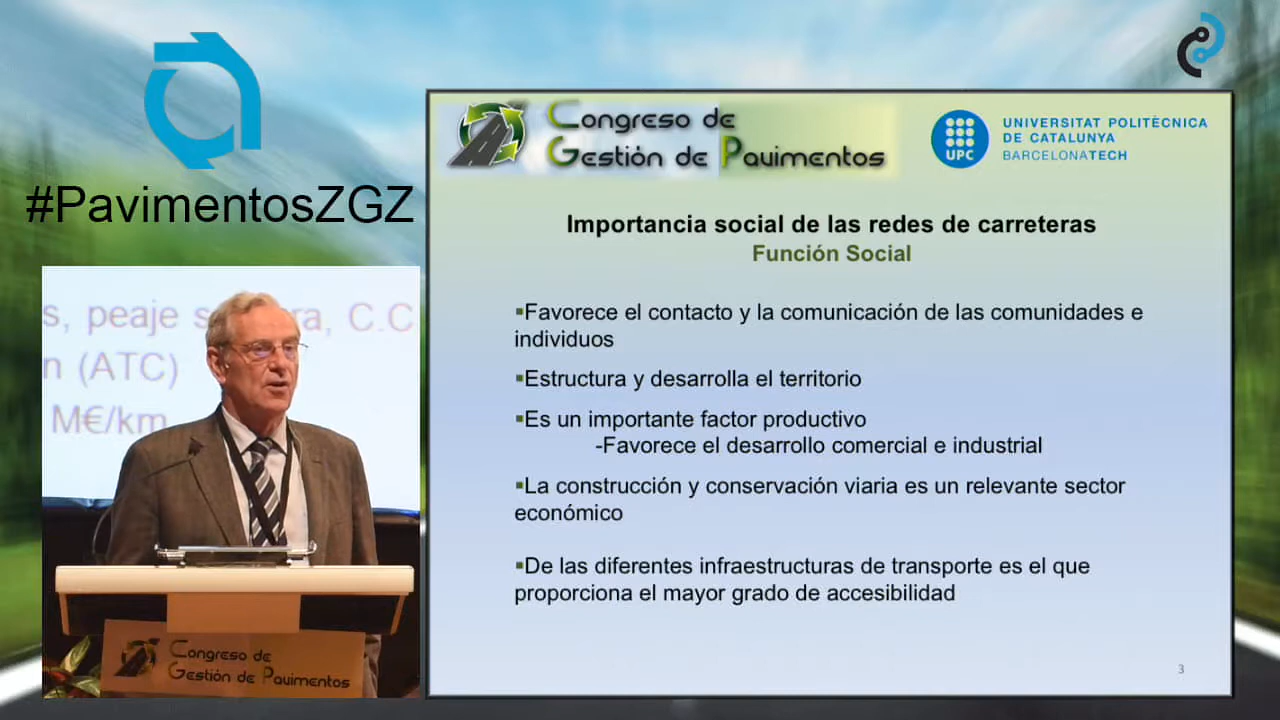 #PavimentosZGZ
s, peaje s ra, C.C
n (ATC)
M€/km
Congreso de
Gestión de Pavimentos
Congreso de
Gestión de Pavimentos
UPC
UNIVERSITAT POLITÈCNICA
DE CATALUNYA
BARCELONATECH
Importancia social de las redes de carreteras
Función Social
▪Favorece el contacto y la comunicación de las comunidades e
individuos
▪Estructura y desarrolla el territorio
▪Es un importante factor productivo
-Favorece el desarrollo comercial e industrial
▪La construcción y conservación viaria es un relevante sector
económico
▪De las diferentes infraestructuras de transporte es el que
proporciona el mayor grado de accesibilidad
3